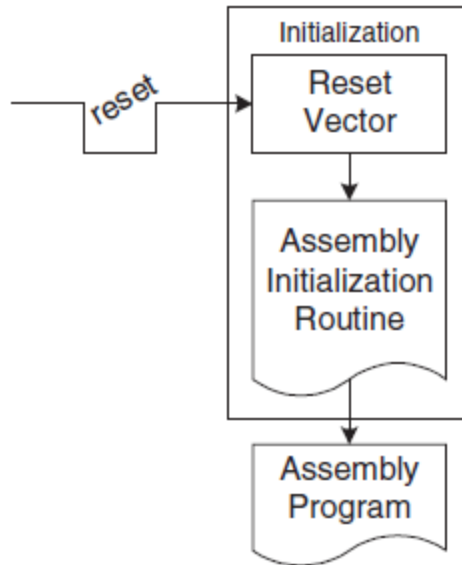 Initialization
reset
Reset
Vector
Assembly
Initialization
Routine
Assembly
Program